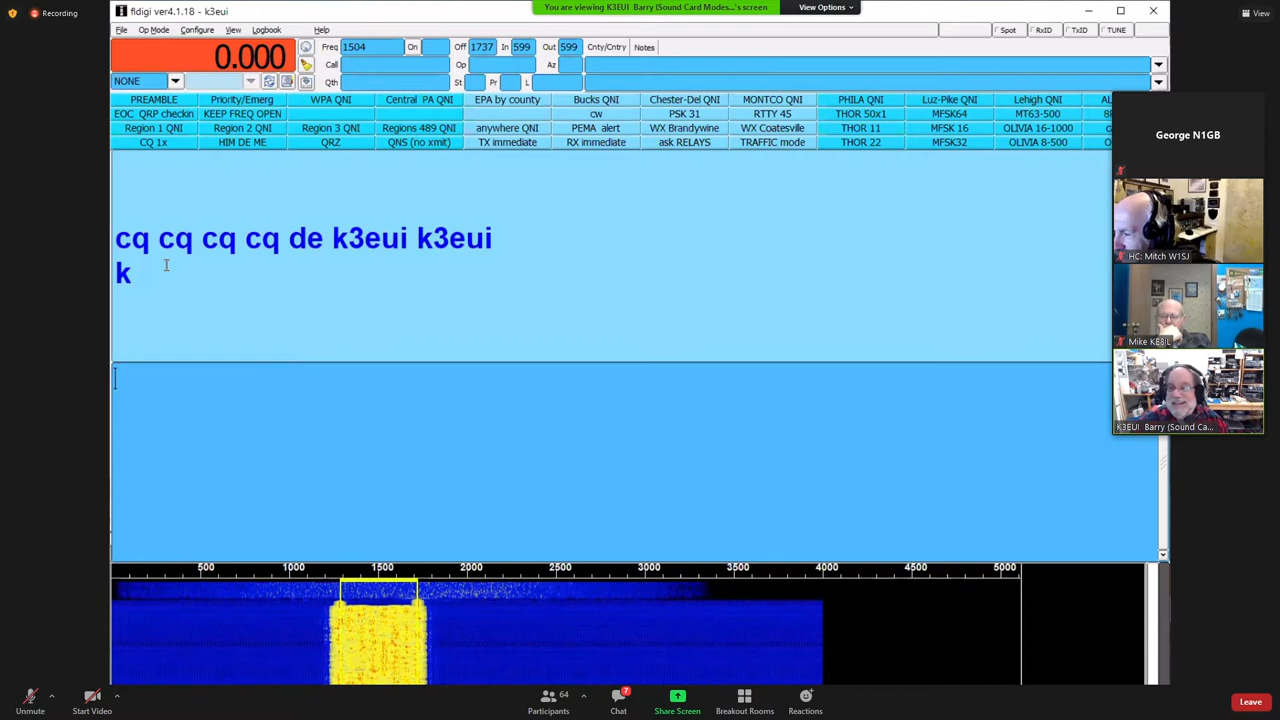 Recording
fldigi ver4.1.18 - k3eui
You are viewing K3EUI Barry (Sound Card Modes...'s screen
View Options
View
File Op Mode Configure View Logbook Help
Spot RxID TxID TUNE
0.000
Freq 1504 On Off 1737 In 599 Out 599 Cnty/Cntry Notes
Call Op Az
NONE
Qth St Pr L
PREAMBLE Priority/Emerg WPA QNI Central PA QNI EPA by county Bucks QNI Chester-Del QNI MONTCO QNI PHILA QNI Luz-Pike QNI Lehigh QNI
EOC QRP checkin KEEP FREQ OPEN cw PSK 31 RTTY 45 THOR 50x1 MFSK64 MT63-500
Region 1 QNI Region 2 QNI Region 3 QNI Regions 489 QNI anywhere QNI PEMA alert WX Brandywine WX Coatesville THOR 11 MFSK 16 OLIVIA 16-1000
CQ 1x HIM DE ME QRZ QNS (no xmit) TX immediate RX immediate ask RELAYS TRAFFIC mode THOR 22 MFSK32 OLIVIA 8-500
George N1GB
cq cq cq cq de k3eui k3eui
k
HC: Mitch W1SJ
Mike KE8IL
K3EUI Barry (Sound Ca...
500 1000 1500 2000 2500 3000 3500 4000 4500 5000
Unmute
Start Video
64
Participants
7
Chat
Share Screen
Breakout Rooms
Reactions
Leave